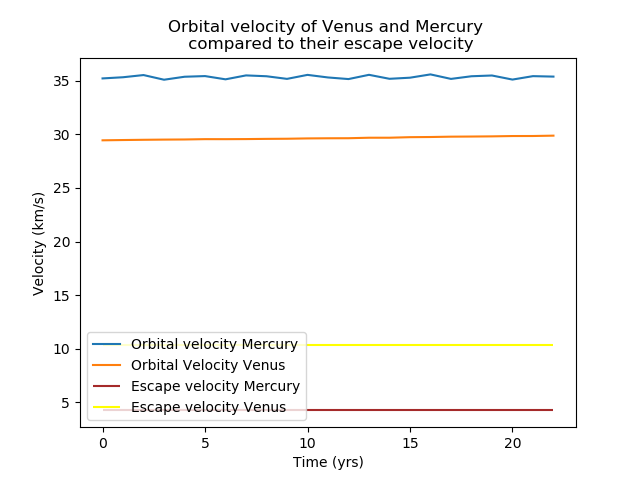 Orbital velocity of Venus and Mercury
compared to their escape velocity
35
30
25
20
15
10
5
Velocity (km/s)
Orbital velocity Mercury
Orbital Velocity Venus
Escape velocity Mercury
Escape velocity Venus
0 5 10 15 20
Time (yrs)